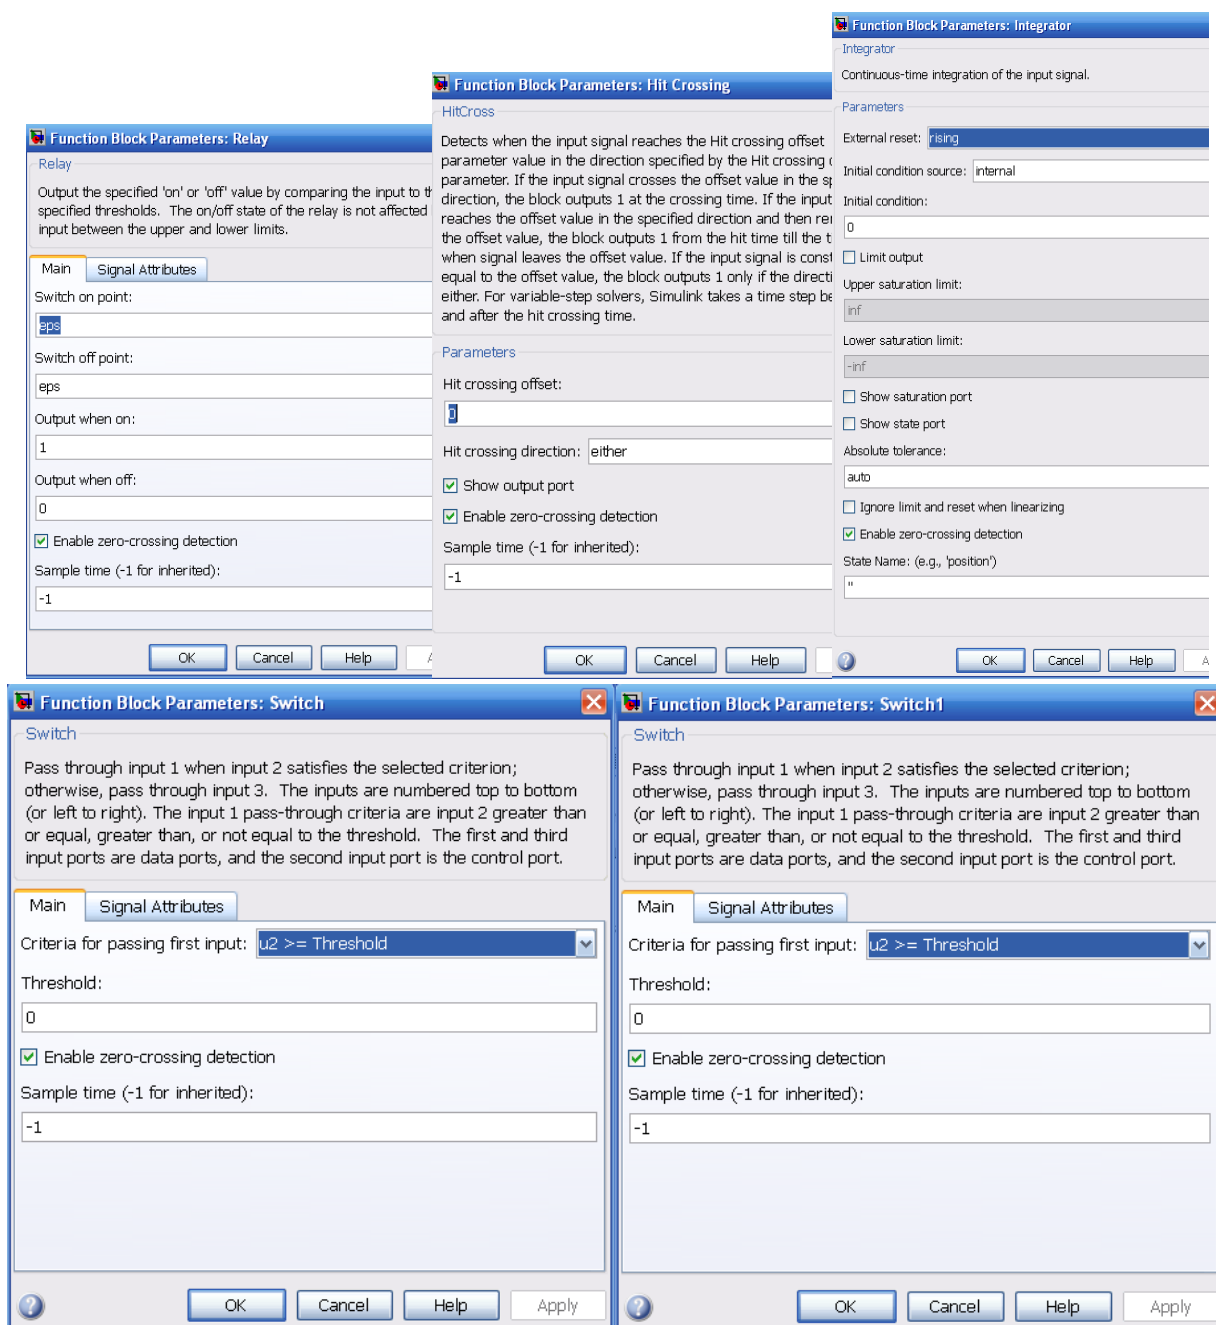 Function Block Parameters: Relay
Relay
Output the specified 'on' or 'off' value by comparing the input to th
specified thresholds. The on/off state of the relay is not affected
input between the upper and lower limits.
Main
Signal Attributes
Switch on point:
eps
Switch off point:
eps
Output when on:
1
Output when off:
0
Enable zero-crossing detection
Sample time (-1 for inherited):
-1
OK
Cancel
Help
Function Block Parameters: Hit Crossing
HitCross
Detects when the input signal reaches the Hit crossing offset
parameter value in the direction specified by the Hit crossing
parameter. If the input signal crosses the offset value in the sp
direction, the block outputs 1 at the crossing time. If the input
reaches the offset value in the specified direction and then rer
the offset value, the block outputs 1 from the hit time till the t
when signal leaves the offset value. If the input signal is const
equal to the offset value, the block outputs 1 only if the directi
either. For variable-step solvers, Simulink takes a time step be
and after the hit crossing time.
Parameters
Hit crossing offset:
0
Hit crossing direction: either
Show output port
Enable zero-crossing detection
Sample time (-1 for inherited):
-1
OK
Cancel
Help
Function Block Parameters: Integrator
Integrator
Continuous-time integration of the input signal.
Parameters
External reset: rising
Initial condition source: internal
Initial condition:
0
Limit output
Upper saturation limit:
inf
Lower saturation limit:
-inf
Show saturation port
Show state port
Absolute tolerance:
auto
Ignore limit and reset when linearizing
Enable zero-crossing detection
State Name: (e.g., 'position')
''
OK
Cancel
Help
Function Block Parameters: Switch
Switch
Pass through input 1 when input 2 satisfies the selected criterion;
otherwise, pass through input 3. The inputs are numbered top to bottom
(or left to right). The input 1 pass-through criteria are input 2 greater than
or equal, greater than, or not equal to the threshold. The first and third
input ports are data ports, and the second input port is the control port.
Main
Signal Attributes
Criteria for passing first input: u2 >= Threshold
Threshold:
0
Enable zero-crossing detection
Sample time (-1 for inherited):
-1
OK
Cancel
Help
Apply
Function Block Parameters: Switch1
Switch
Pass through input 1 when input 2 satisfies the selected criterion;
otherwise, pass through input 3. The inputs are numbered top to bottom
(or left to right). The input 1 pass-through criteria are input 2 greater than
or equal, greater than, or not equal to the threshold. The first and third
input ports are data ports, and the second input port is the control port.
Main
Signal Attributes
Criteria for passing first input: u2 >= Threshold
Threshold:
0
Enable zero-crossing detection
Sample time (-1 for inherited):
-1
OK
Cancel
Help
Apply